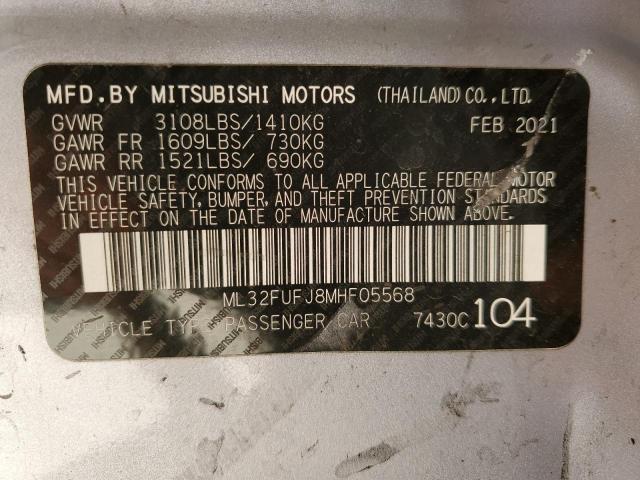 MFD.BY MITSUBISHI MOTORS (THAILAND) CO., LTD.
GVWR 3108LBS/1410KG FEB 2021
GAWR FR 1609LBS/ 730KG
GAWR RR 1521LBS/ 690KG
THIS VEHICLE CONFORMS TO ALL APPLICABLE FEDERAL MOTOR
VEHICLE SAFETY, BUMPER, AND THEFT PREVENTION STANDARDS
IN EFFECT ON THE DATE OF MANUFACTURE SHOWN ABOVE.
ML32FUFJ8MHF05568
VEHICLE TYPE PASSENGER CAR 7430C 104